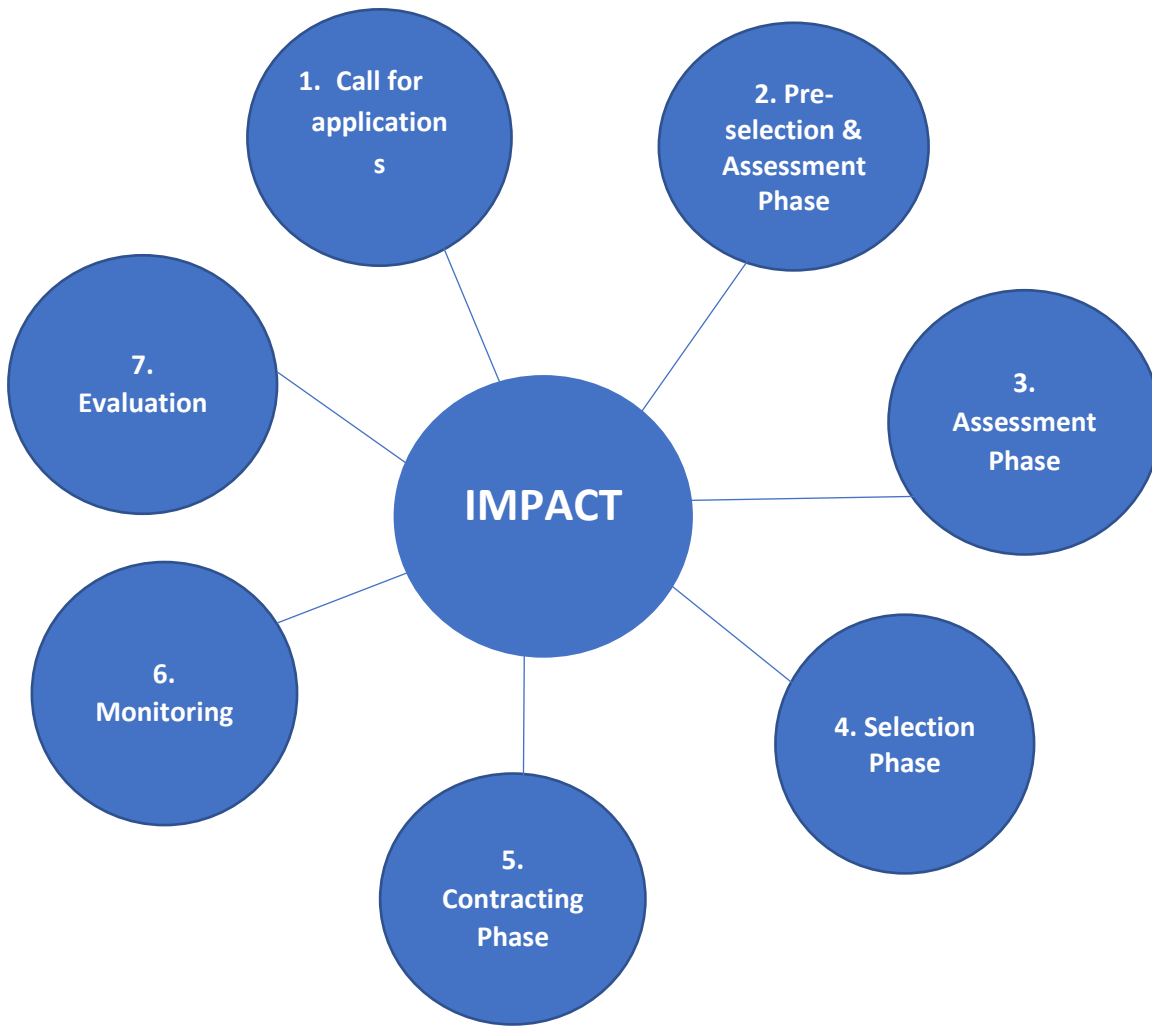 1. Call for
application
s
2. Pre-
selection &
Assessment
Phase
3.
Assessment
Phase
4. Selection
Phase
5.
Contracting
Phase
6.
Monitoring
7.
Evaluation
IMPACT